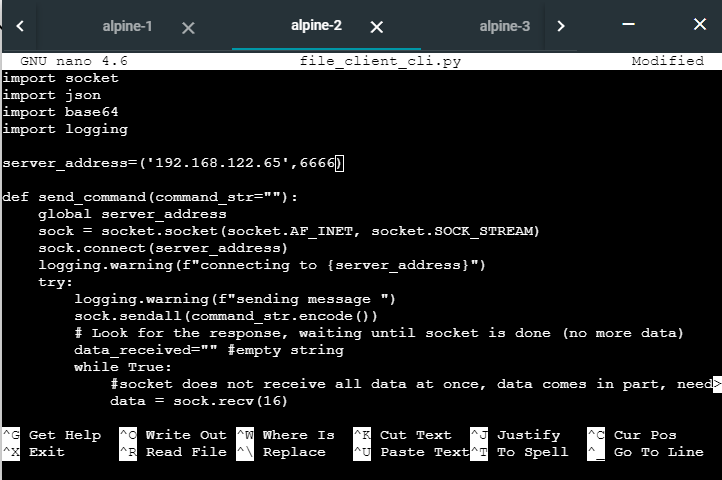 alpine-1 alpine-2 alpine-3
GNU nano 4.6 file_client_cli.py Modified
import socket
import json
import base64
import logging
server_address=('192.168.122.65',6666)
def send_command(command_str=""):
global server_address
sock = socket.socket(socket.AF_INET, socket.SOCK_STREAM)
sock.connect(server_address)
logging.warning(f"connecting to {server_address}")
try:
logging.warning(f"sending message ")
sock.sendall(command_str.encode())
# Look for the response, waiting until socket is done (no more data)
data_received="" #empty string
while True:
#socket does not receive all data at once, data comes in part, need>
data = sock.recv(16)
^G Get Help ^O Write Out ^W Where Is ^K Cut Text ^J Justify ^C Cur Pos
^X Exit ^R Read File ^\ Replace ^U Paste Text ^T To Spell ^_ Go To Line